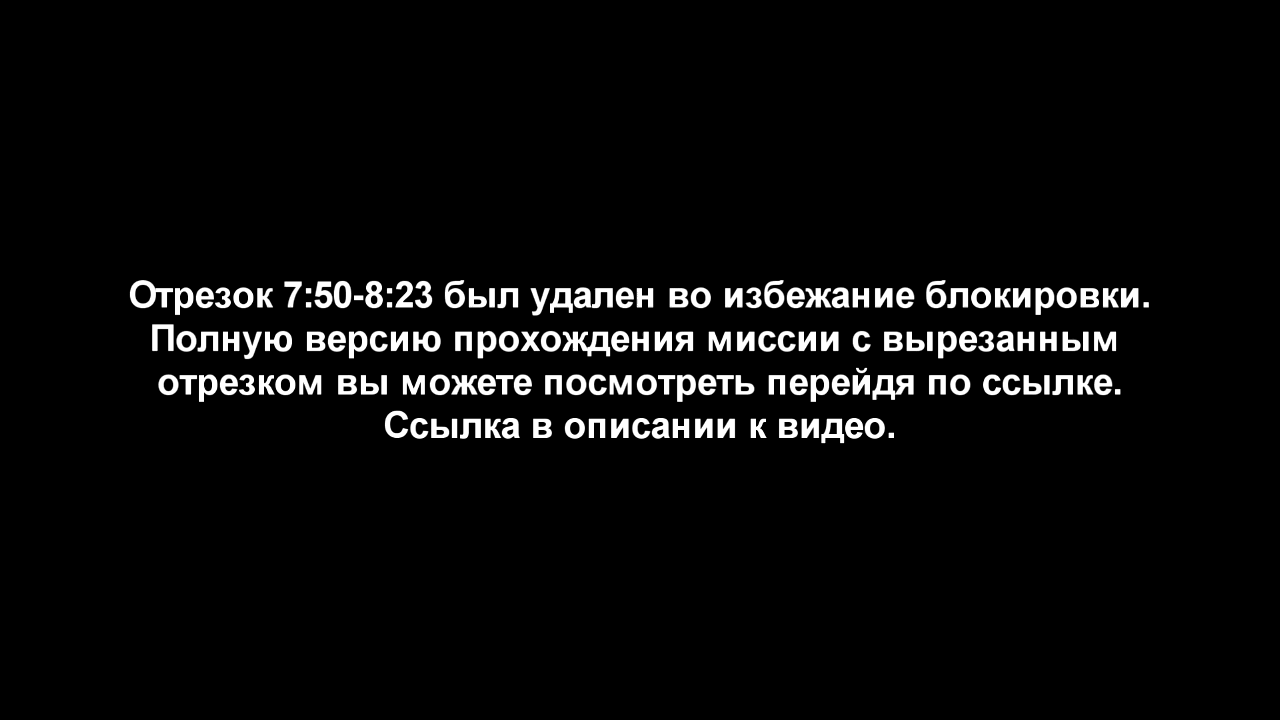 Отрезок 7:50-8:23 был удален во избежание блокировки.
Полную версию прохождения миссии с вырезанным
отрезком вы можете посмотреть перейдя по ссылке.
Ссылка в описании к видео.